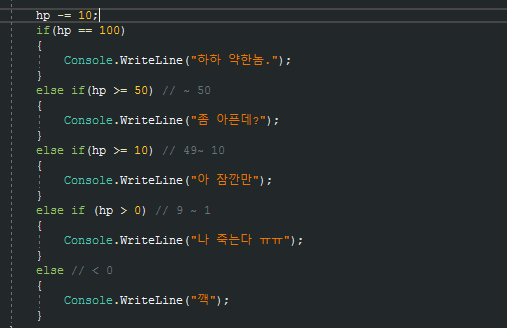 hp -= 10;
if(hp == 100)
{
Console.WriteLine("하하 약한놈.");
}
else if(hp >= 50) // ~ 50
{
Console.WriteLine("좀 아픈데?");
}
else if(hp >= 10) // 49~ 10
{
Console.WriteLine("아 잠깐만");
}
else if (hp > 0) // 9 ~ 1
{
Console.WriteLine("나 죽는다 ㅠㅠ");
}
else // < 0
{
Console.WriteLine("깩");
}